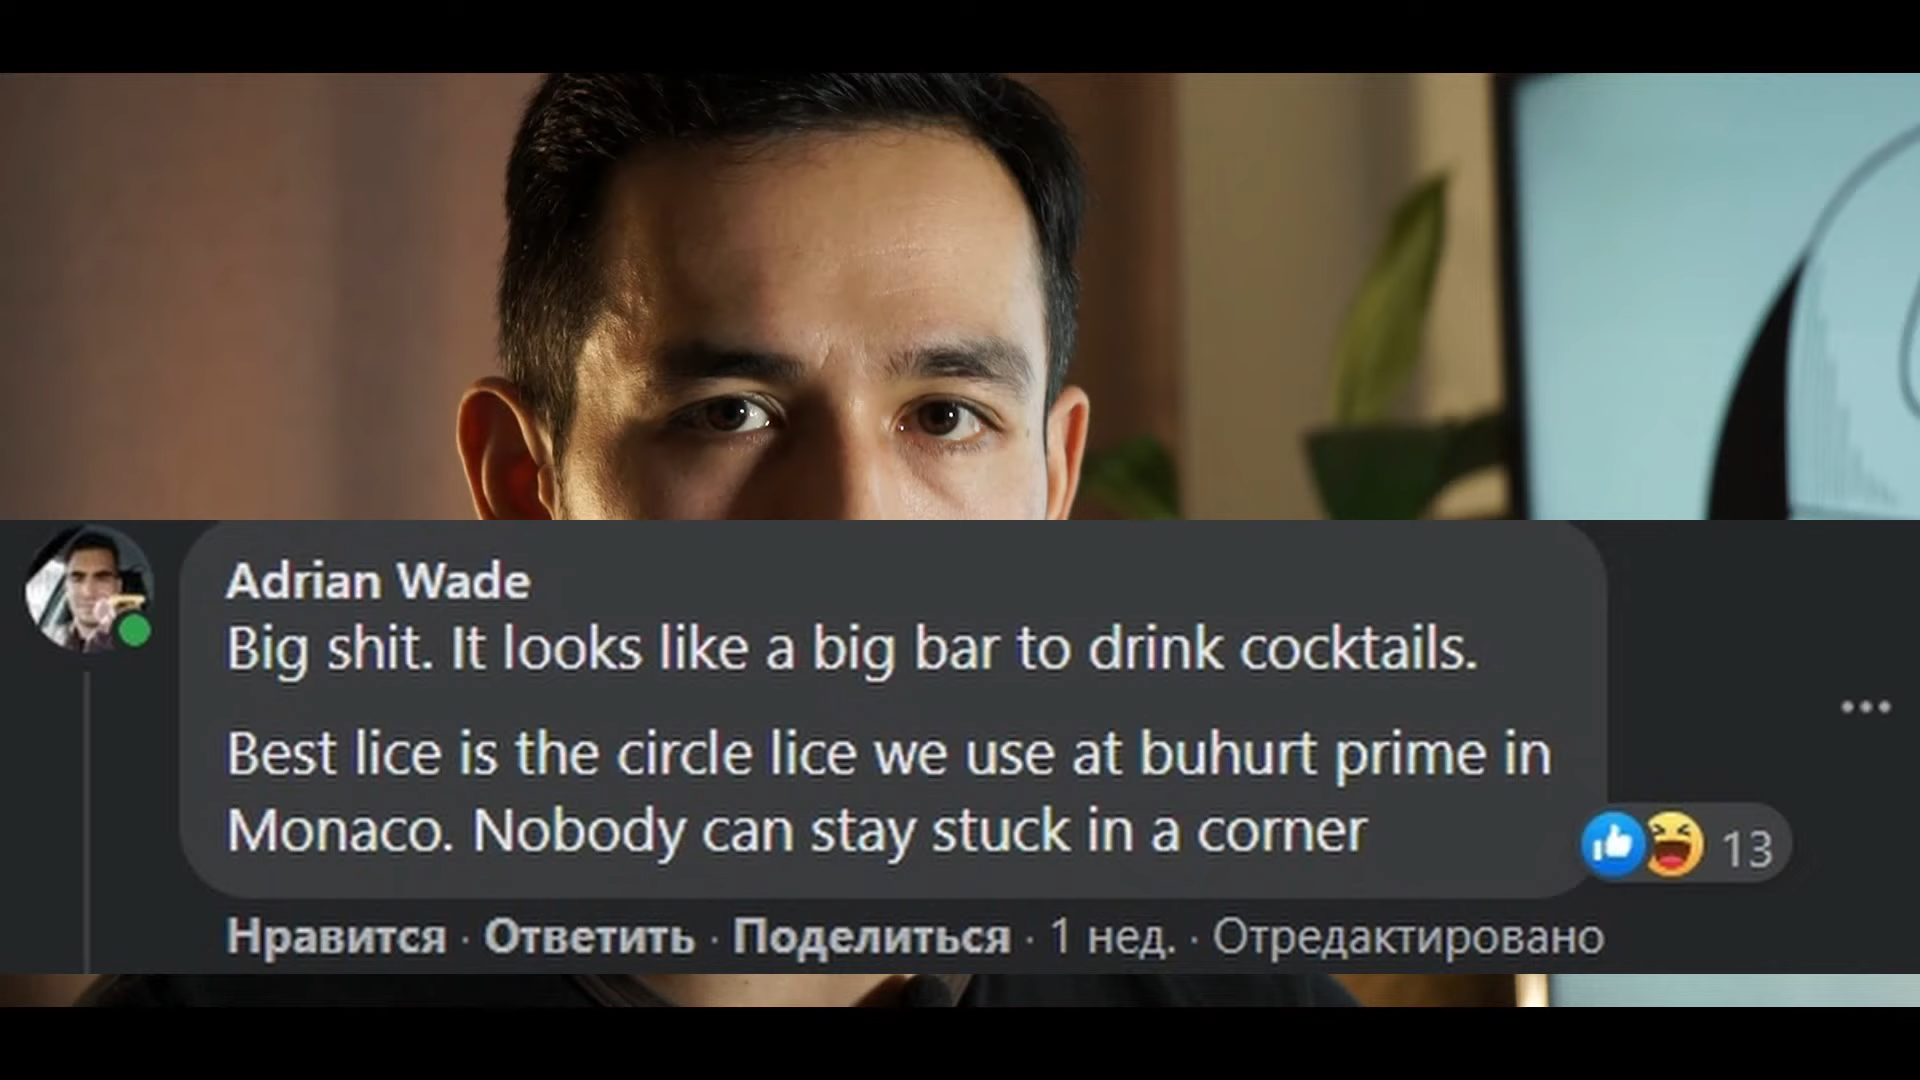 Adrian Wade
Big shit. It looks like a big bar to drink cocktails.
Best lice is the circle lice we use at buhurt prime in
Monaco. Nobody can stay stuck in a corner
13
Нравится · Ответить · Поделиться · 1 нед. · Отредактировано